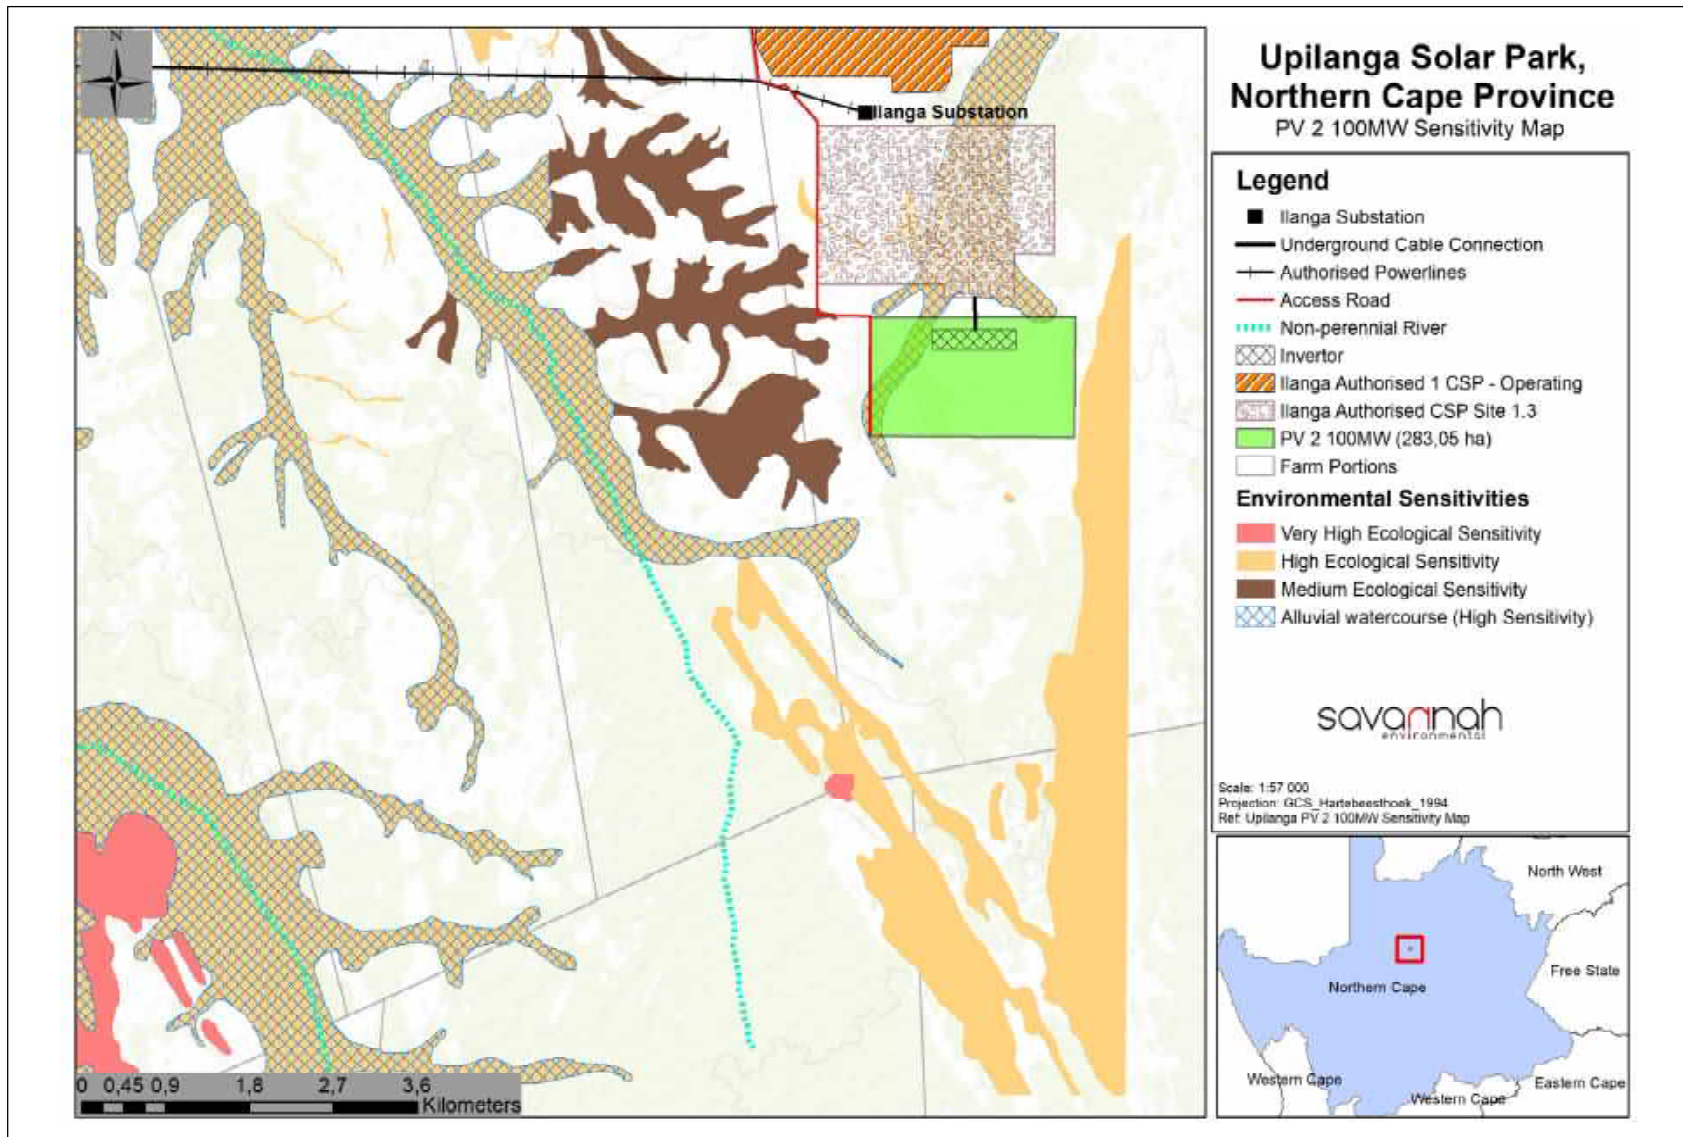 N
Ilanga Substation
0 0,45 0,9 1,8 2,7 3,6
Kilometers
Upilanga Solar Park,
Northern Cape Province
PV 2 100MW Sensitivity Map
Legend
Ilanga Substation
Underground Cable Connection
Authorised Powerlines
Access Road
Non-perennial River
Invertor
Ilanga Authorised 1 CSP - Operating
Ilanga Authorised CSP Site 1.3
PV 2 100MW (283,05 ha)
Farm Portions
Environmental Sensitivities
Very High Ecological Sensitivity
High Ecological Sensitivity
Medium Ecological Sensitivity
Alluvial watercourse (High Sensitivity)
savannah
environmental
Scale: 1:57 000
Projection: GCS_Hartebeesthoek_1994
Ref: Upilanga PV 2 100MW Sensitivity Map
North West
Free State
Northern Cape
Western Cape
Eastern Cape
Western Cape